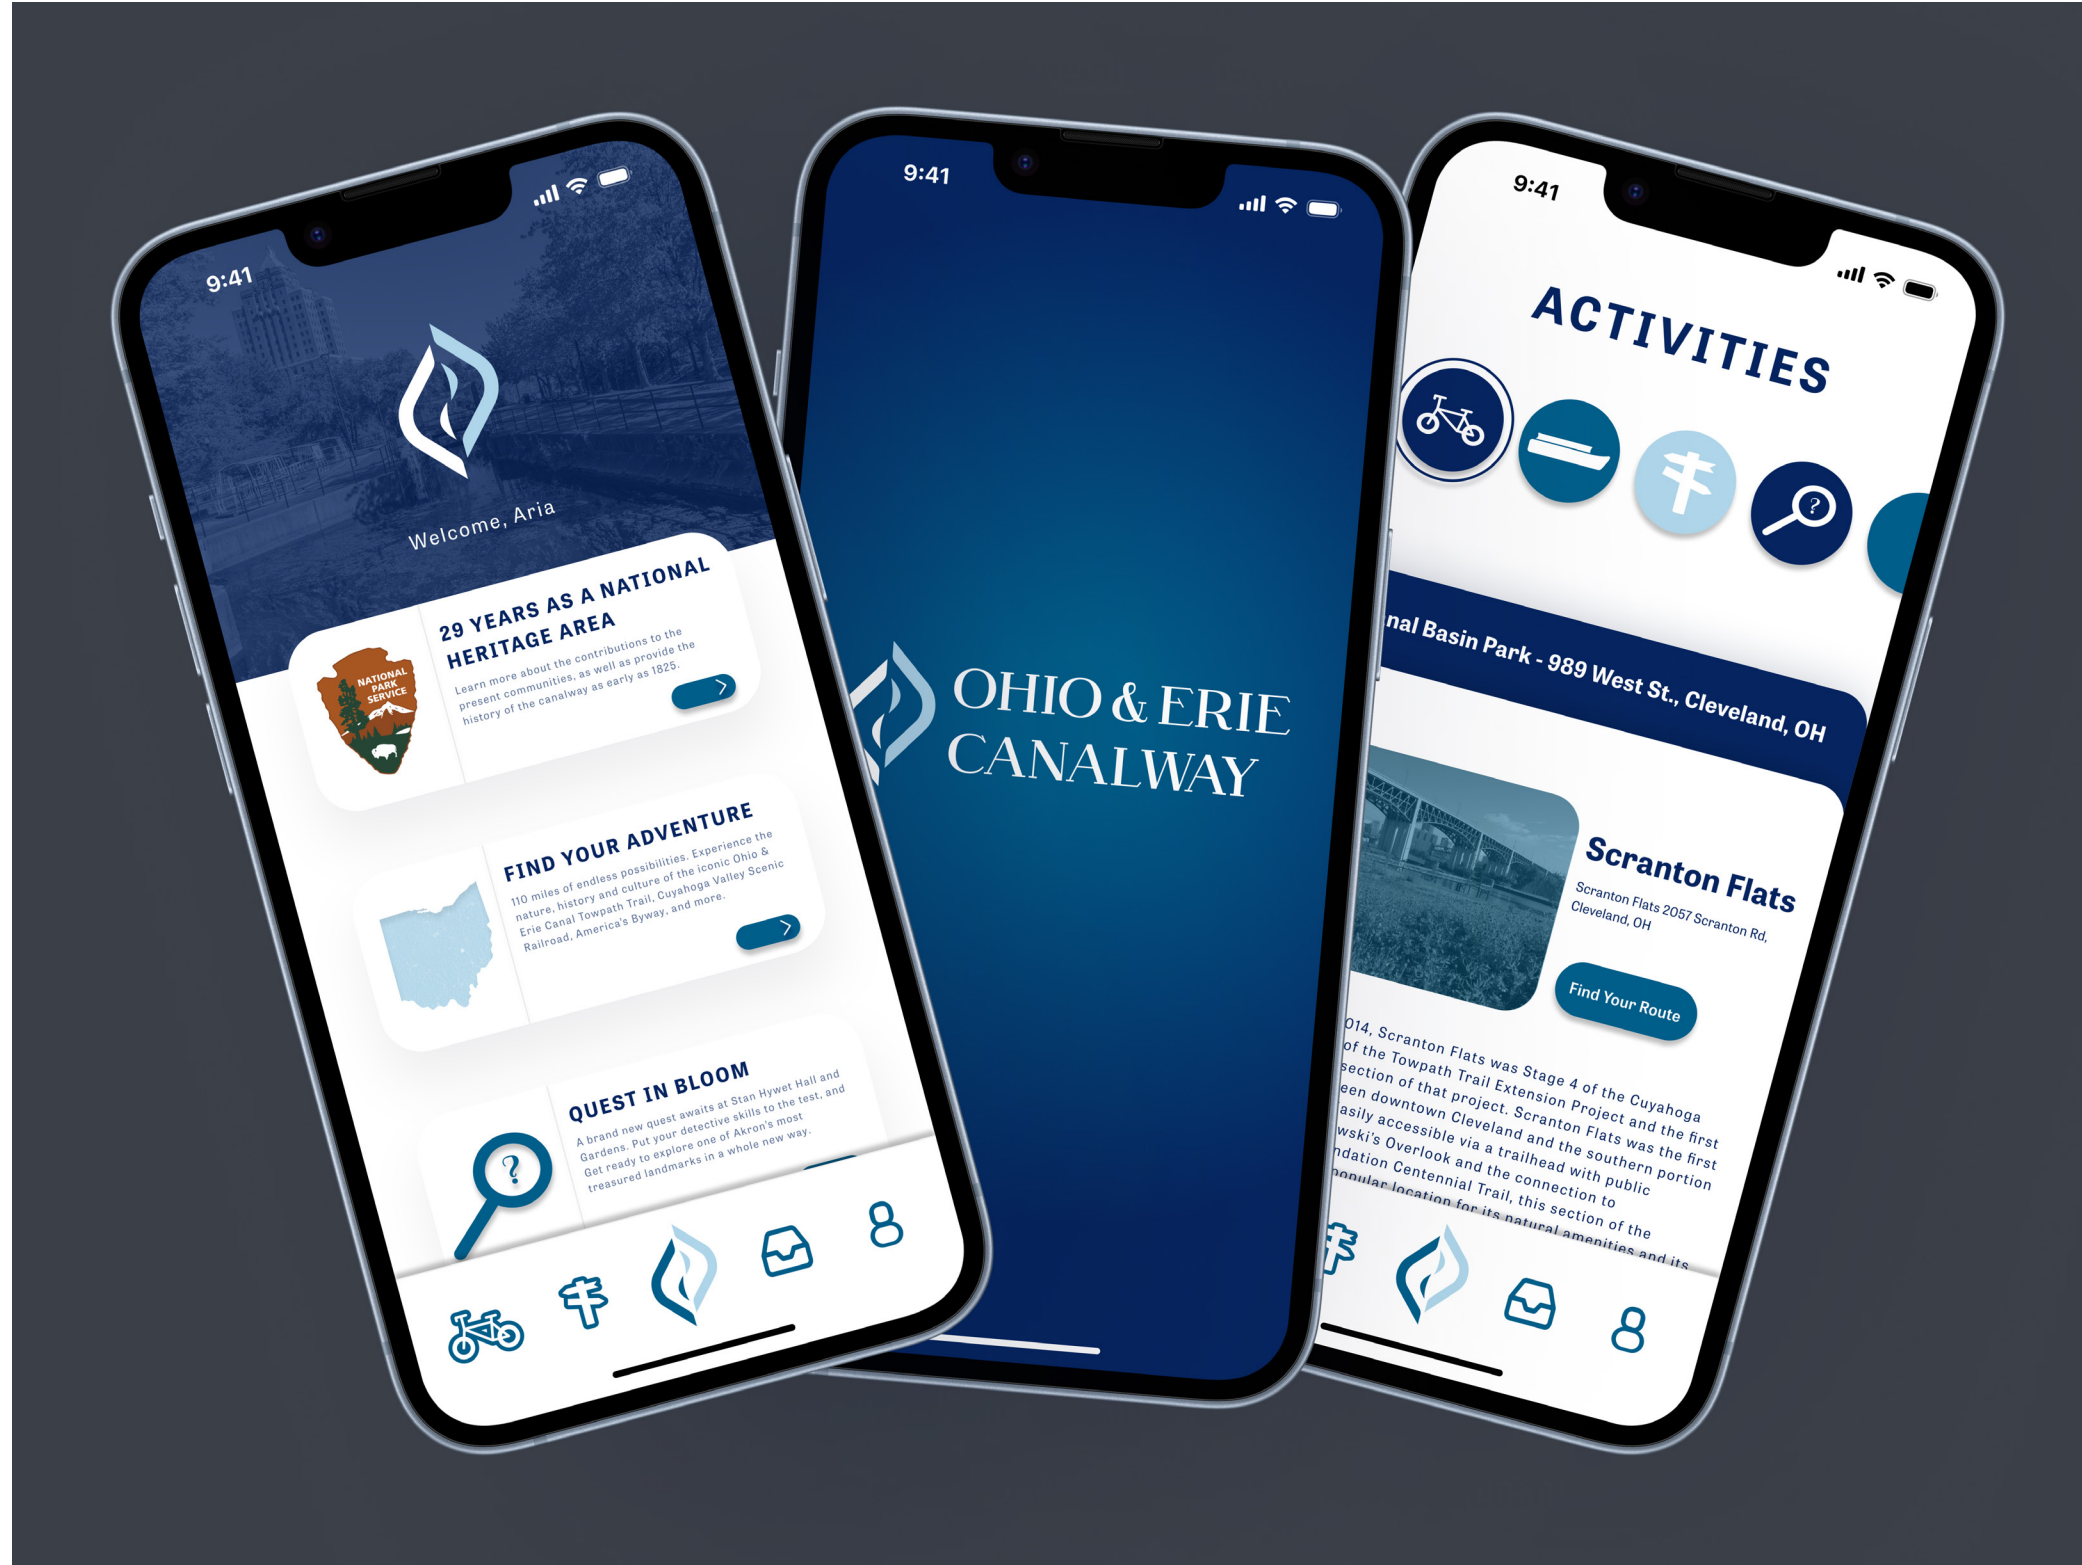 9:41
Welcome, Aria
29 YEARS AS A NATIONAL
HERITAGE AREA
Learn more about the contributions to the
present communities, as well as provide the
history of the canalway as early as 1825.
NATIONAL
PARK
SERVICE
FIND YOUR ADVENTURE
110 miles of endless possibilities. Experience the
nature, history and culture of the iconic Ohio &
Erie Canal Towpath Trail, Cuyahoga Valley Scenic
Railroad, America's Byway, and more.
QUEST IN BLOOM
A brand new quest awaits at Stan Hywet Hall and
Gardens. Put your detective skills to the test, and
Get ready to explore one of Akron's most
treasured landmarks in a whole new way.
?
9:41
OHIO & ERIE
CANALWAY
9:41
ACTIVITIES
?
nal Basin Park - 989 West St., Cleveland, OH
Scranton Flats
Scranton Flats 2057 Scranton Rd,
Cleveland, OH
Find Your Route
014, Scranton Flats was Stage 4 of the Cuyahoga
of the Towpath Trail Extension Project and the first
section of that project. Scranton Flats was the first
een downtown Cleveland and the southern portion
asily accessible via a trailhead with public
wski's Overlook and the connection to
ndation Centennial Trail, this section of the
popular location for its natural amenities and its